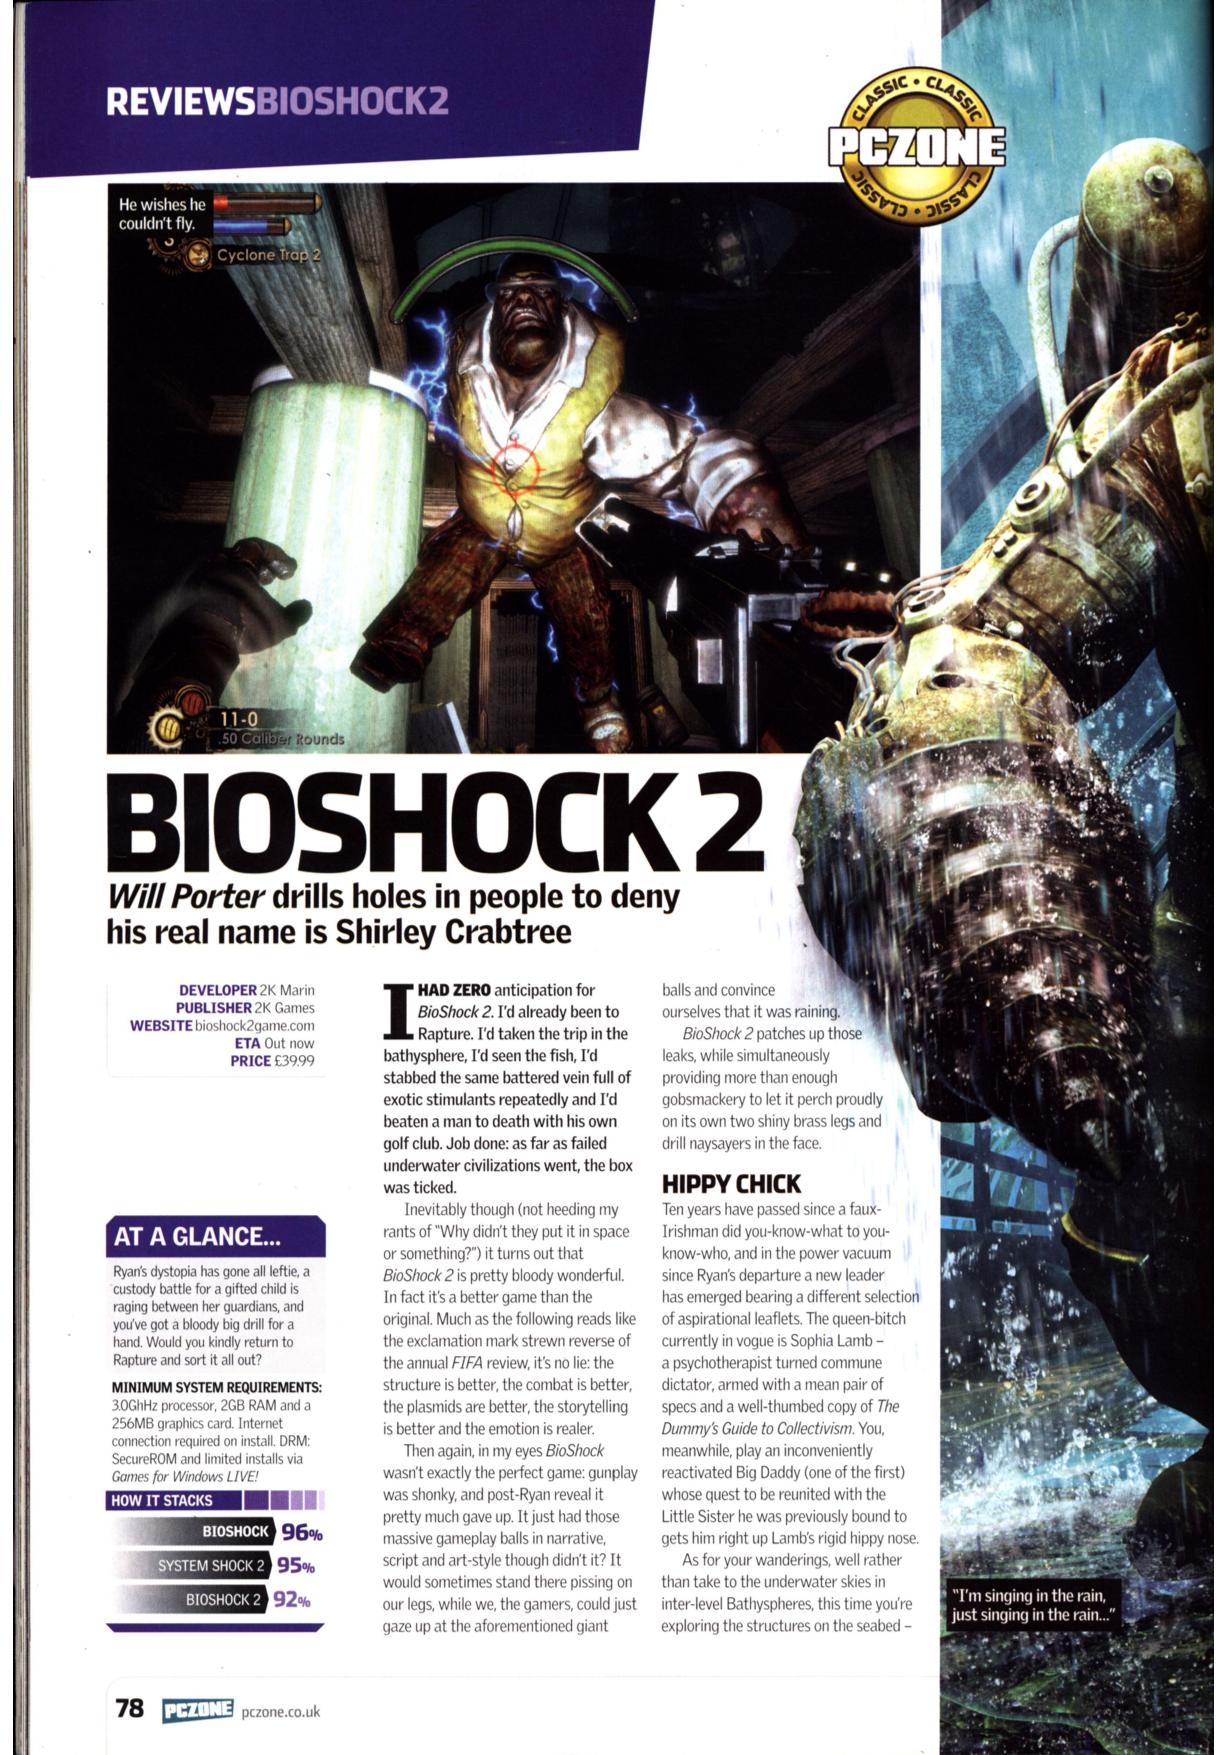 REVIEWSBIOSHOCK2
CLASSIC • CLASSIC
PCZONE
CLASSIC • CLASSIC
He wishes he
couldn't fly.
3
Cyclone Trap 2
11-0
.50 Caliber Rounds
BIOSHOCK 2
Will Porter drills holes in people to deny
his real name is Shirley Crabtree
DEVELOPER 2K Marin
PUBLISHER 2K Games
WEBSITE bioshock2game.com
ETA Out now
PRICE £39.99
AT A GLANCE...
Ryan's dystopia has gone all leftie, a
custody battle for a gifted child is
raging between her guardians, and
you've got a bloody big drill for a
hand. Would you kindly return to
Rapture and sort it all out?
MINIMUM SYSTEM REQUIREMENTS:
3.0GhHz processor, 2GB RAM and a
256MB graphics card. Internet
connection required on install. DRM:
SecureROM and limited installs via
Games for Windows LIVE!
HOW IT STACKS
BIOSHOCK 96%
SYSTEM SHOCK 2 95%
BIOSHOCK 2 92%
I HAD ZERO anticipation for
BioShock 2. I'd already been to
Rapture. I'd taken the trip in the
bathysphere, I'd seen the fish, I'd
stabbed the same battered vein full of
exotic stimulants repeatedly and I'd
beaten a man to death with his own
golf club. Job done: as far as failed
underwater civilizations went, the box
was ticked.
Inevitably though (not heeding my
rants of "Why didn't they put it in space
or something?") it turns out that
BioShock 2 is pretty bloody wonderful.
In fact it's a better game than the
original. Much as the following reads like
the exclamation mark strewn reverse of
the annual FIFA review, it's no lie: the
structure is better, the combat is better,
the plasmids are better, the storytelling
is better and the emotion is realer.
Then again, in my eyes BioShock
wasn't exactly the perfect game: gunplay
was shonky, and post-Ryan reveal it
pretty much gave up. It just had those
massive gameplay balls in narrative,
script and art-style though didn't it? It
would sometimes stand there pissing on
our legs, while we, the gamers, could just
gaze up at the aforementioned giant
balls and convince
ourselves that it was raining.
BioShock 2 patches up those
leaks, while simultaneously
providing more than enough
gobsmackery to let it perch proudly
on its own two shiny brass legs and
drill naysayers in the face.
HIPPY CHICK
Ten years have passed since a faux-
Irishman did you-know-what to you-
know-who, and in the power vacuum
since Ryan's departure a new leader
has emerged bearing a different selection
of aspirational leaflets. The queen-bitch
currently in vogue is Sophia Lamb –
a psychotherapist turned commune
dictator, armed with a mean pair of
specs and a well-thumbed copy of The
Dummy's Guide to Collectivism. You,
meanwhile, play an inconveniently
reactivated Big Daddy (one of the first)
whose quest to be reunited with the
Little Sister he was previously bound to
gets him right up Lamb's rigid hippy nose.
As for your wanderings, well rather
than take to the underwater skies in
inter-level Bathyspheres, this time you're
exploring the structures on the seabed –
"I'm singing in the rain,
just singing in the rain..."
78 PCZONE pczone.co.uk